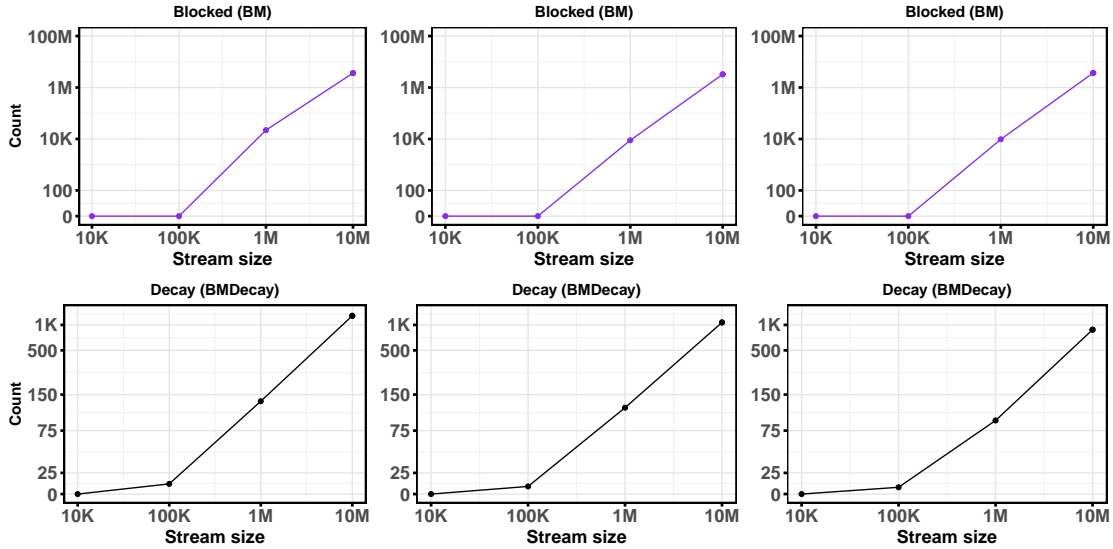 Blocked (BM)
Count
100M
1M
10K
100
0
10K 100K 1M 10M
Stream size
Blocked (BM)
100M
1M
10K
100
0
10K 100K 1M 10M
Stream size
Blocked (BM)
100M
1M
10K
100
0
10K 100K 1M 10M
Stream size
Decay (BMDecay)
Count
1K
500
150
75
25
0
10K 100K 1M 10M
Stream size
Decay (BMDecay)
1K
500
150
75
25
0
10K 100K 1M 10M
Stream size
Decay (BMDecay)
1K
500
150
75
25
0
10K 100K 1M 10M
Stream size